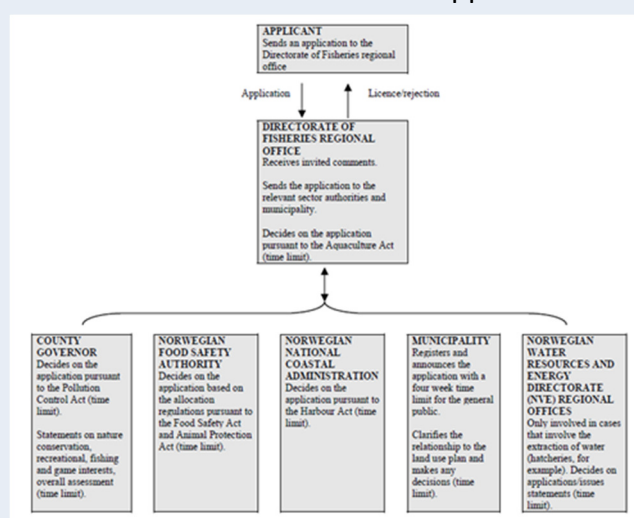 APPLICANT
Sends an application to the
Directorate of Fisheries regional
office
Application
Licence/rejection
DIRECTORATE OF
FISHERIES REGIONAL
OFFICE
Receives invited comments.
Sends the application to the
relevant sector authorities and
municipality.
Decides on the application
pursuant to the Aquaculture Act
(time limit).
COUNTY
GOVERNOR
Decides on the
application pursuant
to the Pollution
Control Act (time
limit).
Statements on nature
conservation,
recreational, fishing
and game interests,
overall assessment
(time limit).
NORWEGIAN
FOOD SAFETY
AUTHORITY
Decides on the
application based on
the allocation
regulations pursuant to
the Food Safety Act
and Animal Protection
Act (time limit).
NORWEGIAN
NATIONAL
COASTAL
ADMINISTRATION
Decides on the
application pursuant to
the Harbour Act (time
limit).
MUNICIPALITY
Registers and
announces the
application with a
four week time
limit for the general
public.
Clarifies the
relationship to the
land use plan and
makes any
decisions (time
limit).
NORWEGIAN
WATER
RESOURCES AND
ENERGY
DIRECTORATE
(NVE) REGIONAL
OFFICES
Only involved in cases
that involve the
extraction of water
(hatcheries, for
example). Decides on
applications/issues
statements (time
limit).